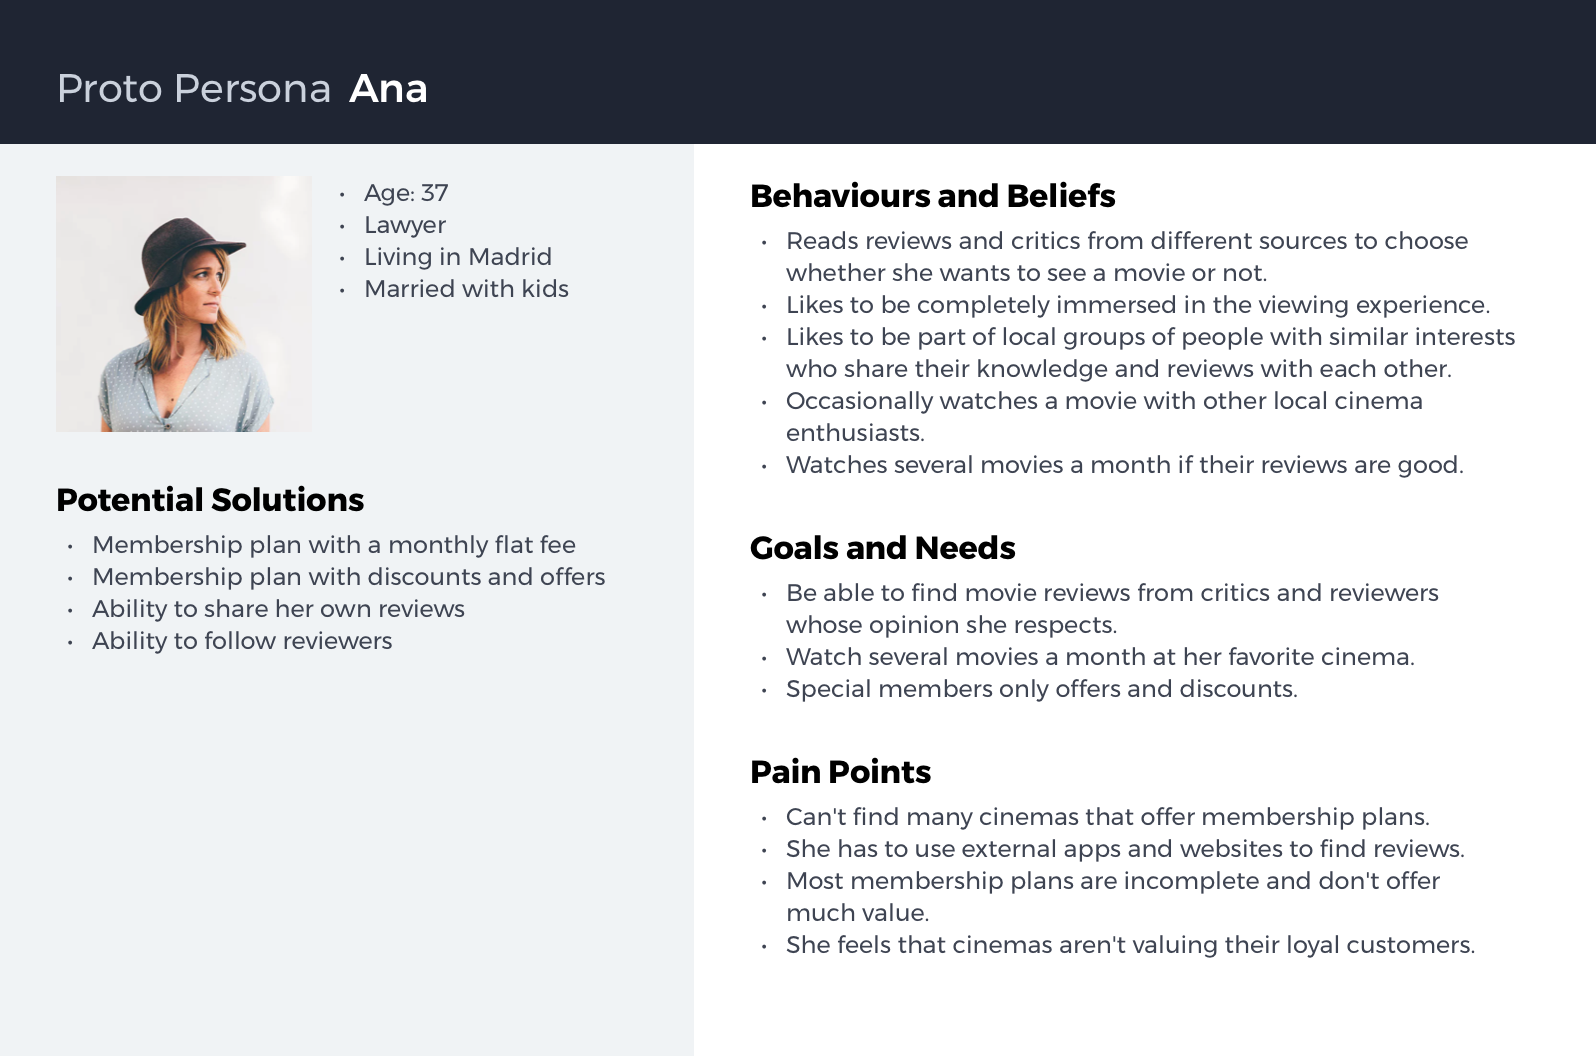 Proto Persona Ana
• Age: 37
• Lawyer
• Living in Madrid
• Married with kids
Potential Solutions
• Membership plan with a monthly flat fee
• Membership plan with discounts and offers
• Ability to share her own reviews
• Ability to follow reviewers
Behaviours and Beliefs
• Reads reviews and critics from different sources to choose
whether she wants to see a movie or not.
• Likes to be completely immersed in the viewing experience.
• Likes to be part of local groups of people with similar interests
who share their knowledge and reviews with each other.
• Occasionally watches a movie with other local cinema
enthusiasts.
• Watches several movies a month if their reviews are good.
Goals and Needs
• Be able to find movie reviews from critics and reviewers
whose opinion she respects.
• Watch several movies a month at her favorite cinema.
• Special members only offers and discounts.
Pain Points
• Can't find many cinemas that offer membership plans.
• She has to use external apps and websites to find reviews.
• Most membership plans are incomplete and don't offer
much value.
• She feels that cinemas aren't valuing their loyal customers.